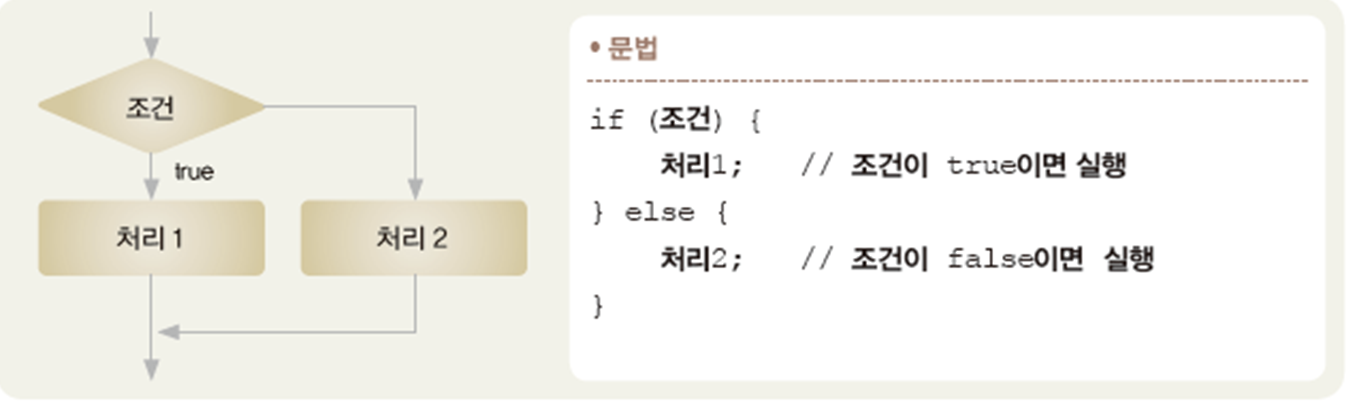 조건
true
처리 1
처리 2
• 문법
if (조건) {
처리1; // 조건이 true이면 실행
} else {
처리2; // 조건이 false이면 실행
}